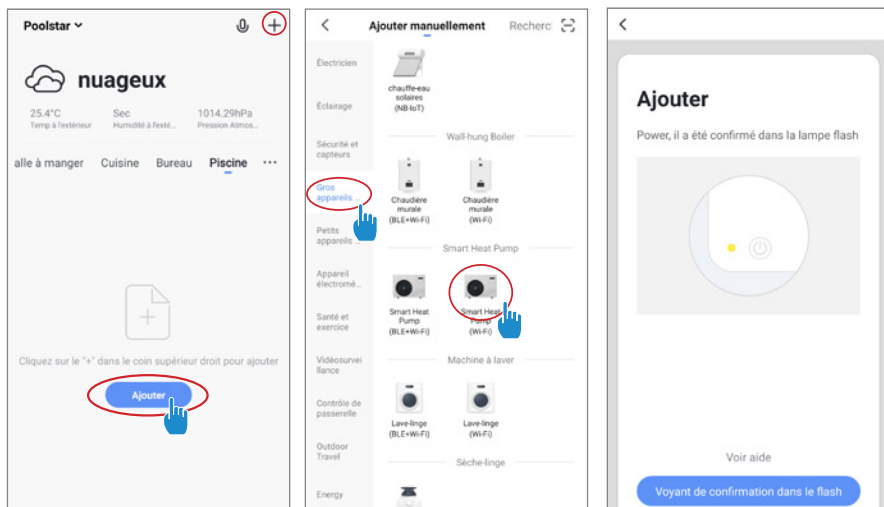 Poolstar
nuageux
25.4°C Sec 1014.29hPa
Temp à l'extérieur Humidité à l'exté... Pression Atmos...
alle à manger Cuisine Bureau Piscine ...
Cliquez sur le "+" dans le coin supérieur droit pour ajouter
Ajouter
Ajouter manuellement Recherc
Électricien
Éclairage
Sécurité et
capteurs
Gros
appareils ...
Petits
appareils ...
Appareil
électromé...
Santé et
exercice
Vidéosurvei
llance
Contrôle de
passerelle
Outdoor
Travel
Energy
chauffe-eau
solaires
(NB-IoT)
Wall-hung Boiler
Chaudière
murale
(BLE+Wi-Fi)
Chaudière
murale
(Wi-Fi)
Smart Heat Pump
Smart Heat
Pump
(BLE+Wi-Fi)
Smart Heat
Pump
(Wi-Fi)
Machine à laver
Lave-linge
(BLE+Wi-Fi)
Lave-linge
(Wi-Fi)
Sèche-linge
Ajouter
Power, il a été confirmé dans la lampe flash
Voir aide
Voyant de confirmation dans le flash